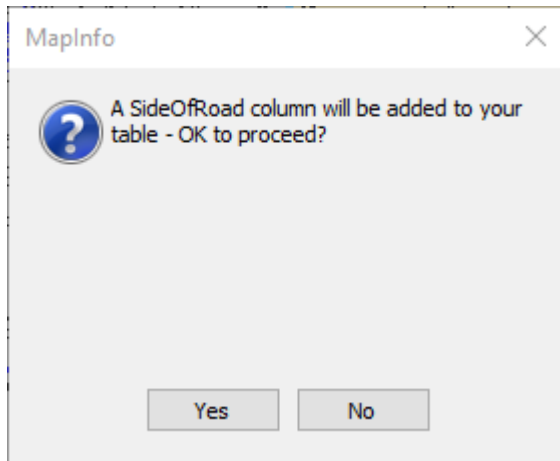 MapInfo
A SideOfRoad column will be added to your
table - OK to proceed?
Yes No